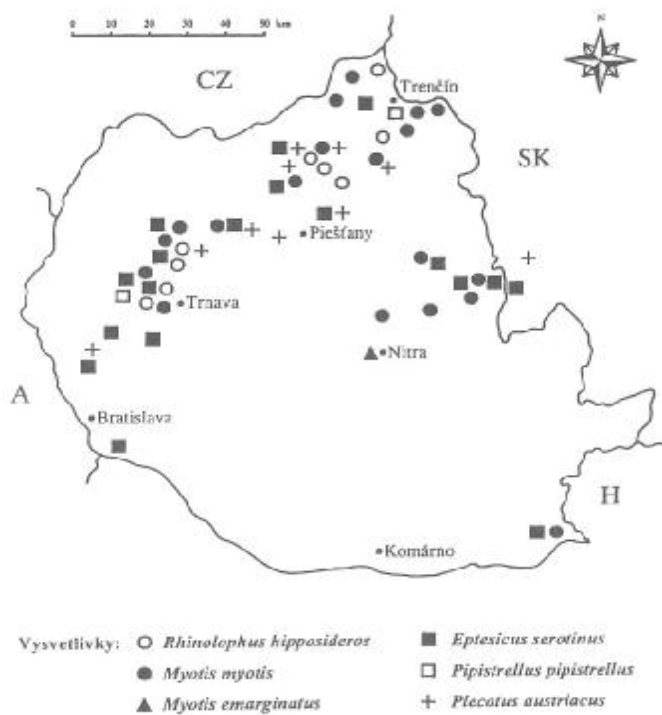 0 10 20 30 40 50 km
N
CZ
Trenčín
SK
Piešťany
Trnava
Nitra
A
Bratislava
H
Komárno
Vysvetlivky: Rhinolophus hipposideros Eptesicus serotinus
Myotis myotis Pipistrellus pipistrellus
Myotis emarginatus Plecotus austriacus